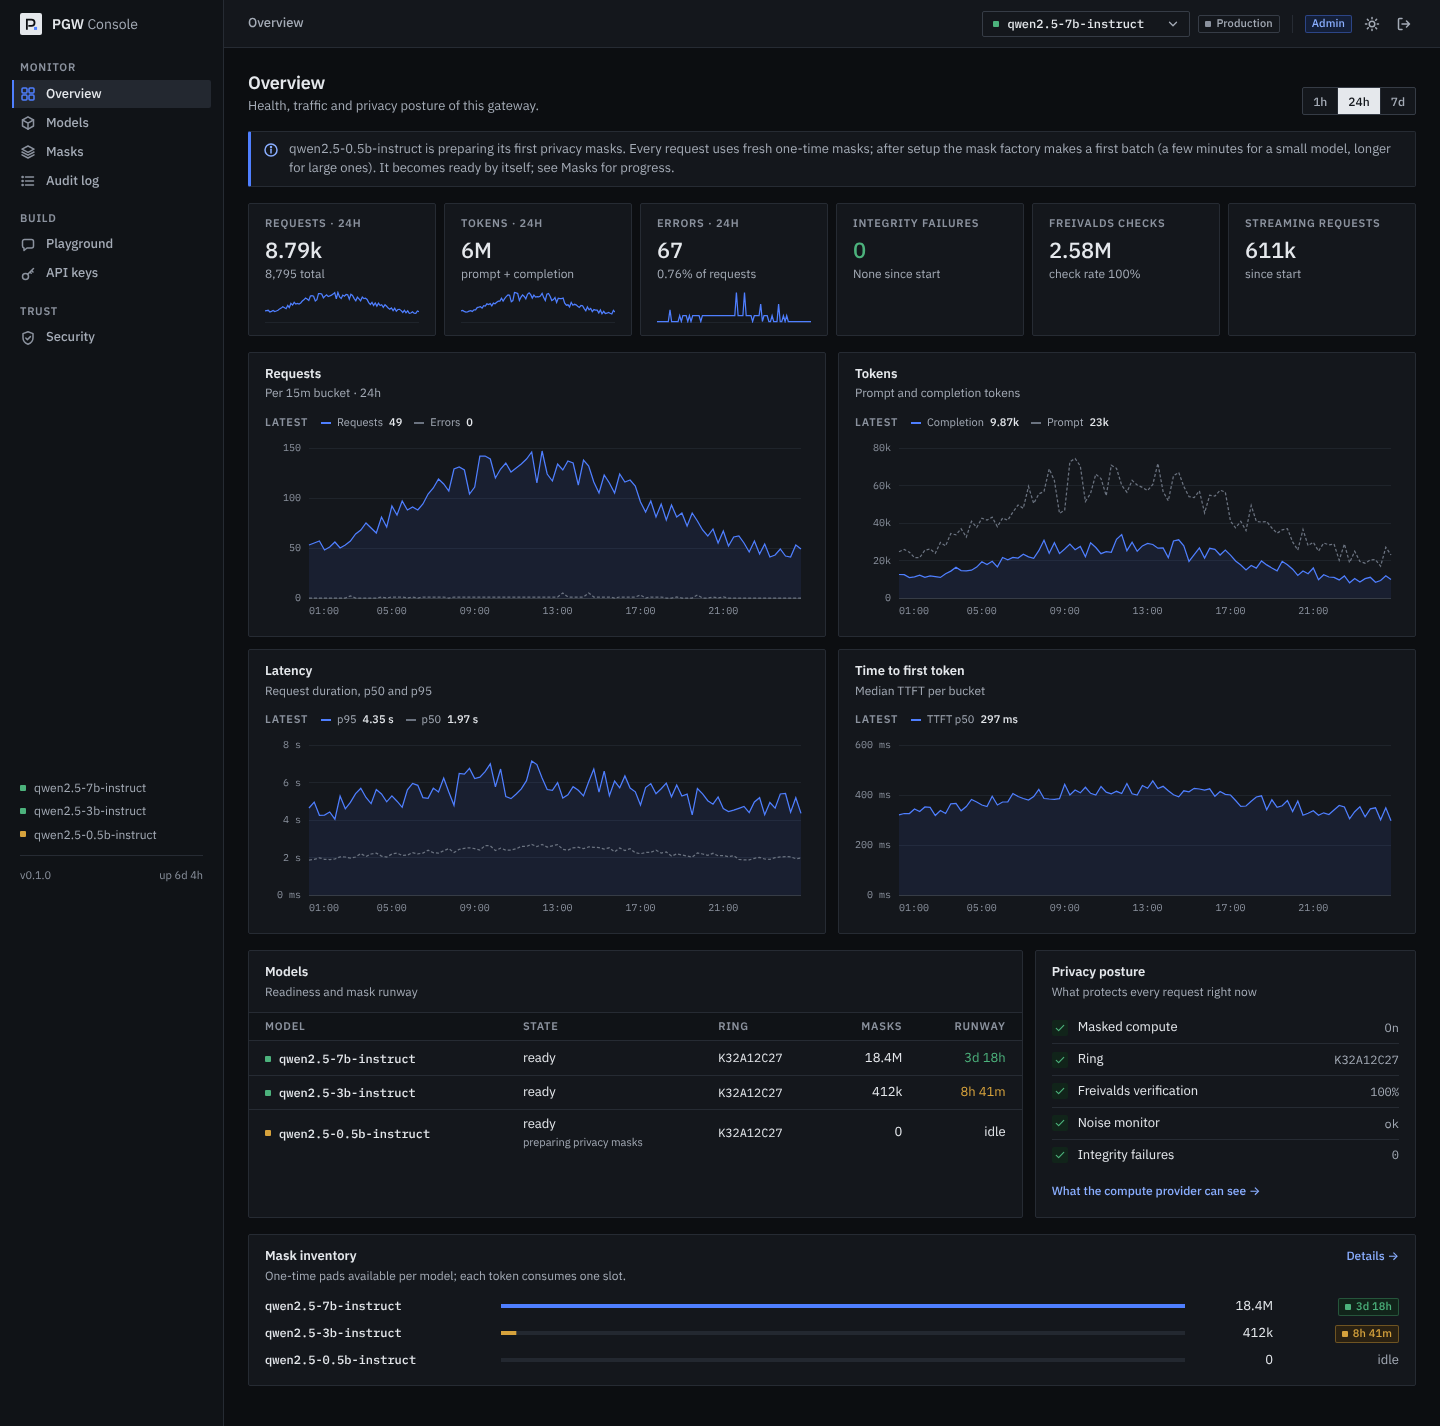 PGW Console
MONITOR
Overview
Models
Masks
Audit log
BUILD
Playground
API keys
TRUST
Security
qwen2.5-7b-instruct
qwen2.5-3b-instruct
qwen2.5-0.5b-instruct
v0.1.0 up 6d 4h
Overview
qwen2.5-7b-instruct
Production
Admin
Overview
Health, traffic and privacy posture of this gateway.
1h 24h 7d
qwen2.5-0.5b-instruct is preparing its first privacy masks. Every request uses fresh one-time masks; after setup the mask factory makes a first batch (a few minutes for a small model, longer
for large ones). It becomes ready by itself; see Masks for progress.
REQUESTS · 24H
8.79k
8,795 total
TOKENS · 24H
6M
prompt + completion
ERRORS · 24H
67
0.76% of requests
INTEGRITY FAILURES
0
None since start
FREIVALDS CHECKS
2.58M
check rate 100%
STREAMING REQUESTS
611k
since start
Requests
Per 15m bucket · 24h
LATEST Requests 49 Errors 0
150
100
50
0
01:00 05:00 09:00 13:00 17:00 21:00
Tokens
Prompt and completion tokens
LATEST Completion 9.87k Prompt 23k
80k
60k
40k
20k
0
01:00 05:00 09:00 13:00 17:00 21:00
Latency
Request duration, p50 and p95
LATEST p95 4.35 s p50 1.97 s
8 s
6 s
4 s
2 s
0 ms
01:00 05:00 09:00 13:00 17:00 21:00
Time to first token
Median TTFT per bucket
LATEST TTFT p50 297 ms
600 ms
400 ms
200 ms
0 ms
01:00 05:00 09:00 13:00 17:00 21:00
Models
Readiness and mask runway
MODEL STATE RING MASKS RUNWAY
qwen2.5-7b-instruct ready K32A12C27 18.4M 3d 18h
qwen2.5-3b-instruct ready K32A12C27 412k 8h 41m
qwen2.5-0.5b-instruct ready K32A12C27 0 idle
preparing privacy masks
Privacy posture
What protects every request right now
Masked compute On
Ring K32A12C27
Freivalds verification 100%
Noise monitor ok
Integrity failures 0
What the compute provider can see →
Mask inventory
Details →
One-time pads available per model; each token consumes one slot.
qwen2.5-7b-instruct 18.4M 3d 18h
qwen2.5-3b-instruct 412k 8h 41m
qwen2.5-0.5b-instruct 0 idle